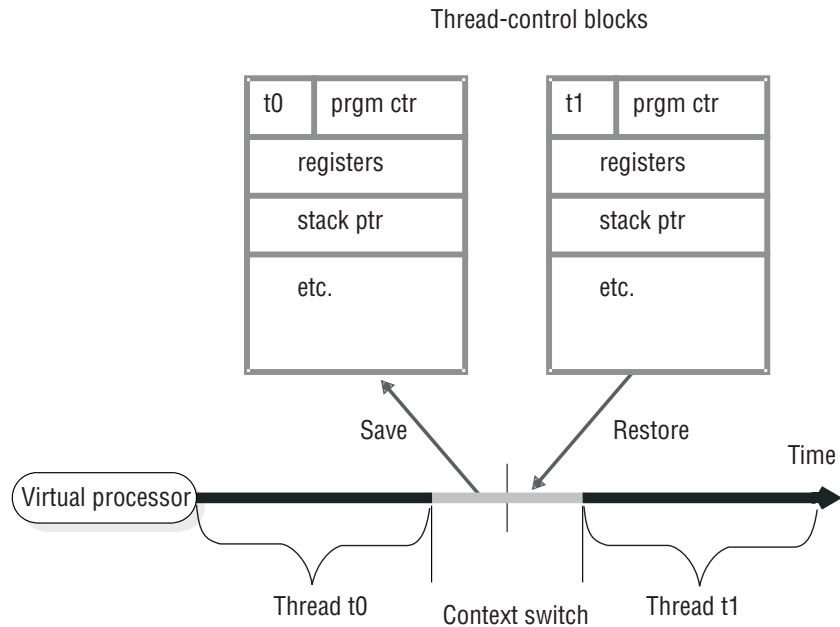 Thread-control blocks
t0 prgm ctr
registers
stack ptr
etc.
t1 prgm ctr
registers
stack ptr
etc.
Save
Restore
Time
Virtual processor
Thread t0
Context switch
Thread t1